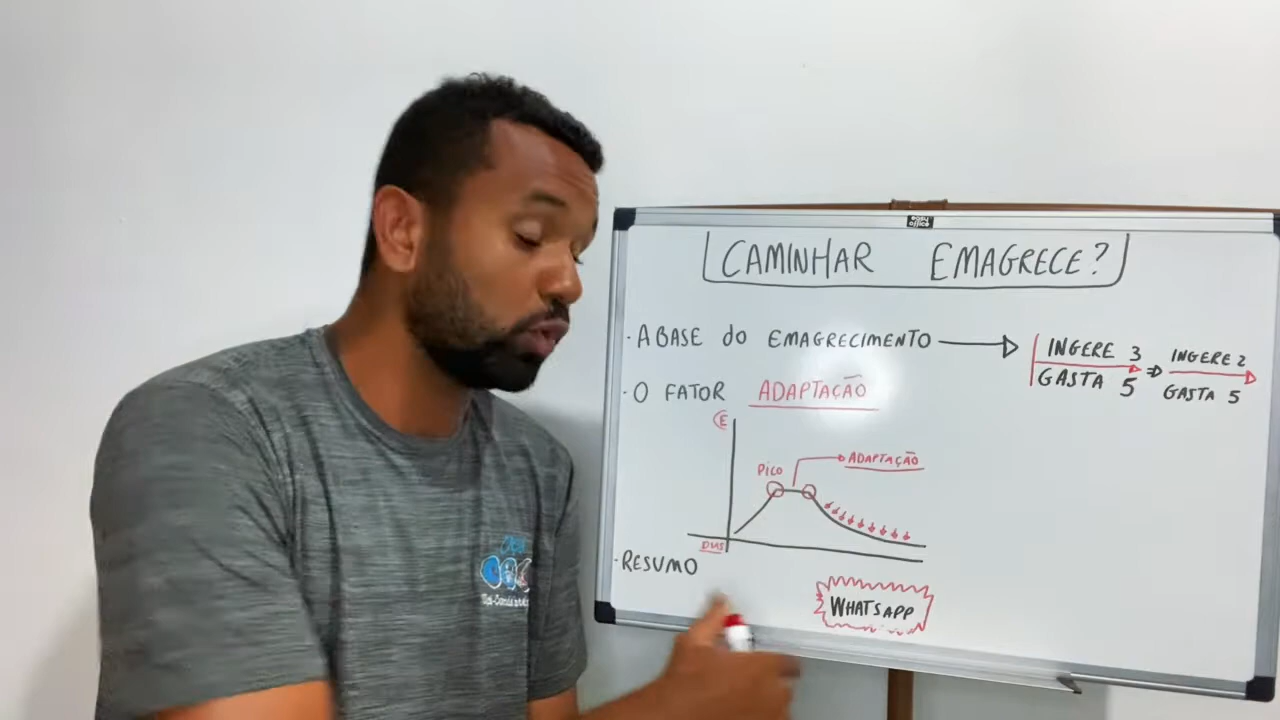 CAMINHAR EMAGRECE?
· A BASE DO EMAGRECIMENTO
INGERE 3
GASTA 5
INGERE 2
GASTA 5
· O FATOR ADAPTAÇÃO
E
PICO
ADAPTAÇÃO
DIAS
· RESUMO
WHATSAPP